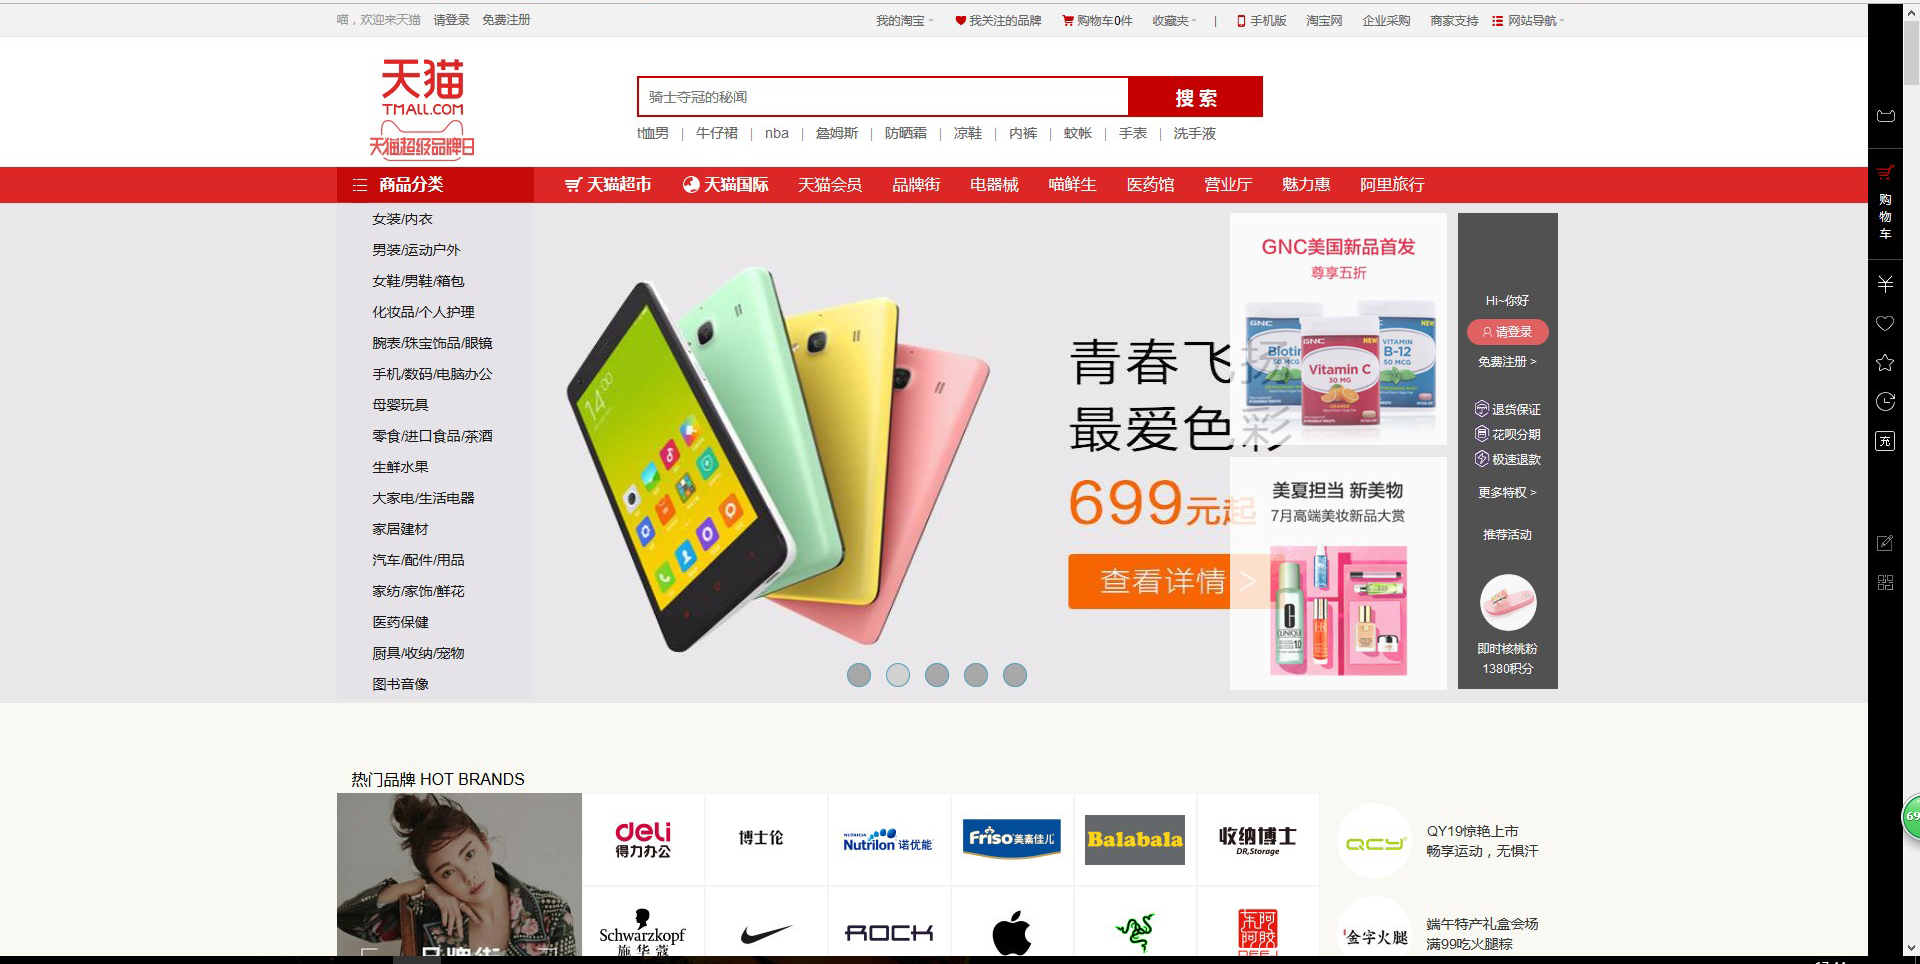 喵，欢迎来天猫 请登录 免费注册
我的淘宝 我关注的品牌 购物车0件 收藏夹 | 手机版 淘宝网 企业采购 商家支持 网站导航
天猫
TMALL.COM
天猫超级品牌日
骑士夺冠的秘闻
搜 索
t恤男 | 牛仔裙 | nba | 詹姆斯 | 防晒霜 | 凉鞋 | 内裤 | 蚊帐 | 手表 | 洗手液
商品分类 天猫超市 天猫国际 天猫会员 品牌街 电器械 喵鲜生 医药馆 营业厅 魅力惠 阿里旅行
女装/内衣
男装/运动户外
女鞋/男鞋/箱包
化妆品/个人护理
腕表/珠宝饰品/眼镜
手机/数码/电脑办公
母婴玩具
零食/进口食品/茶酒
生鲜水果
大家电/生活电器
家居建材
汽车/配件/用品
家纺/家饰/鲜花
医药保健
厨具/收纳/宠物
图书音像
14:00
青春飞扬
最爱色彩
699元起
查看详情 >
GNC美国新品首发
尊享五折
GNC
Biotin
50 MCG
GNC
NEW
Vitamin C
30 MG
ORANGE
NEW
VITAMIN
B-12
50 MCG
美夏担当 新美物
7月高端美妆新品大赏
CLINIQUE
Hi~你好
请登录
免费注册 >
退货保证
花呗分期
极速退款
更多特权 >
推荐活动
即时核桃粉
1380积分
购物车
充
69
热门品牌 HOT BRANDS
品牌街
deli
得力办公
博士伦
NUTRICIA
Nutrilon 诺优能
Friso 美素佳儿
Balabala
收纳博士
DR.Storage
QCY
QY19惊艳上市
畅享运动，无惧汗
Schwarzkopf
施华蔻
ROCK
东阿阿胶
DEEJ
金字火腿
端午特产礼盒会场
满99吃火腿粽